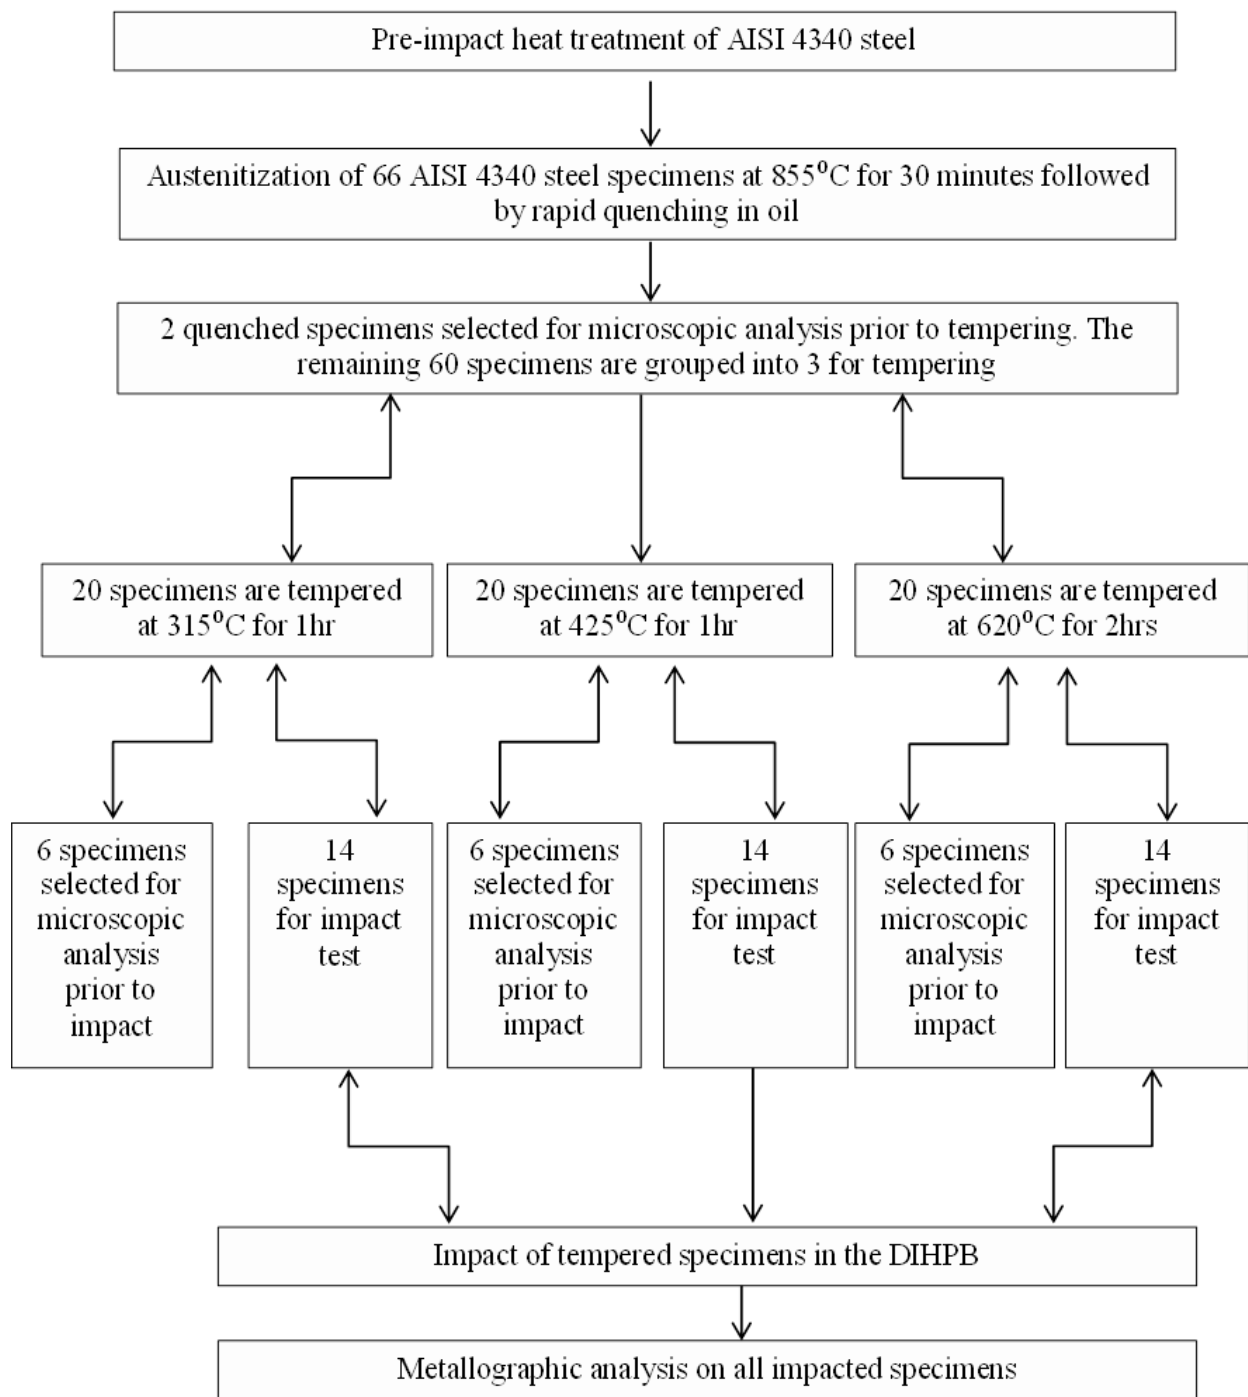 Pre-impact heat treatment of AISI 4340 steel
Austenitization of 66 AISI 4340 steel specimens at 855⁰C for 30 minutes followed
by rapid quenching in oil
2 quenched specimens selected for microscopic analysis prior to tempering. The
remaining 60 specimens are grouped into 3 for tempering
20 specimens are tempered
at 315⁰C for 1hr
20 specimens are tempered
at 425⁰C for 1hr
20 specimens are tempered
at 620⁰C for 2hrs
6 specimens
selected for
microscopic
analysis
prior to
impact
14
specimens
for impact
test
6 specimens
selected for
microscopic
analysis
prior to
impact
14
specimens
for impact
test
6 specimens
selected for
microscopic
analysis
prior to
impact
14
specimens
for impact
test
Impact of tempered specimens in the DIHPB
Metallographic analysis on all impacted specimens